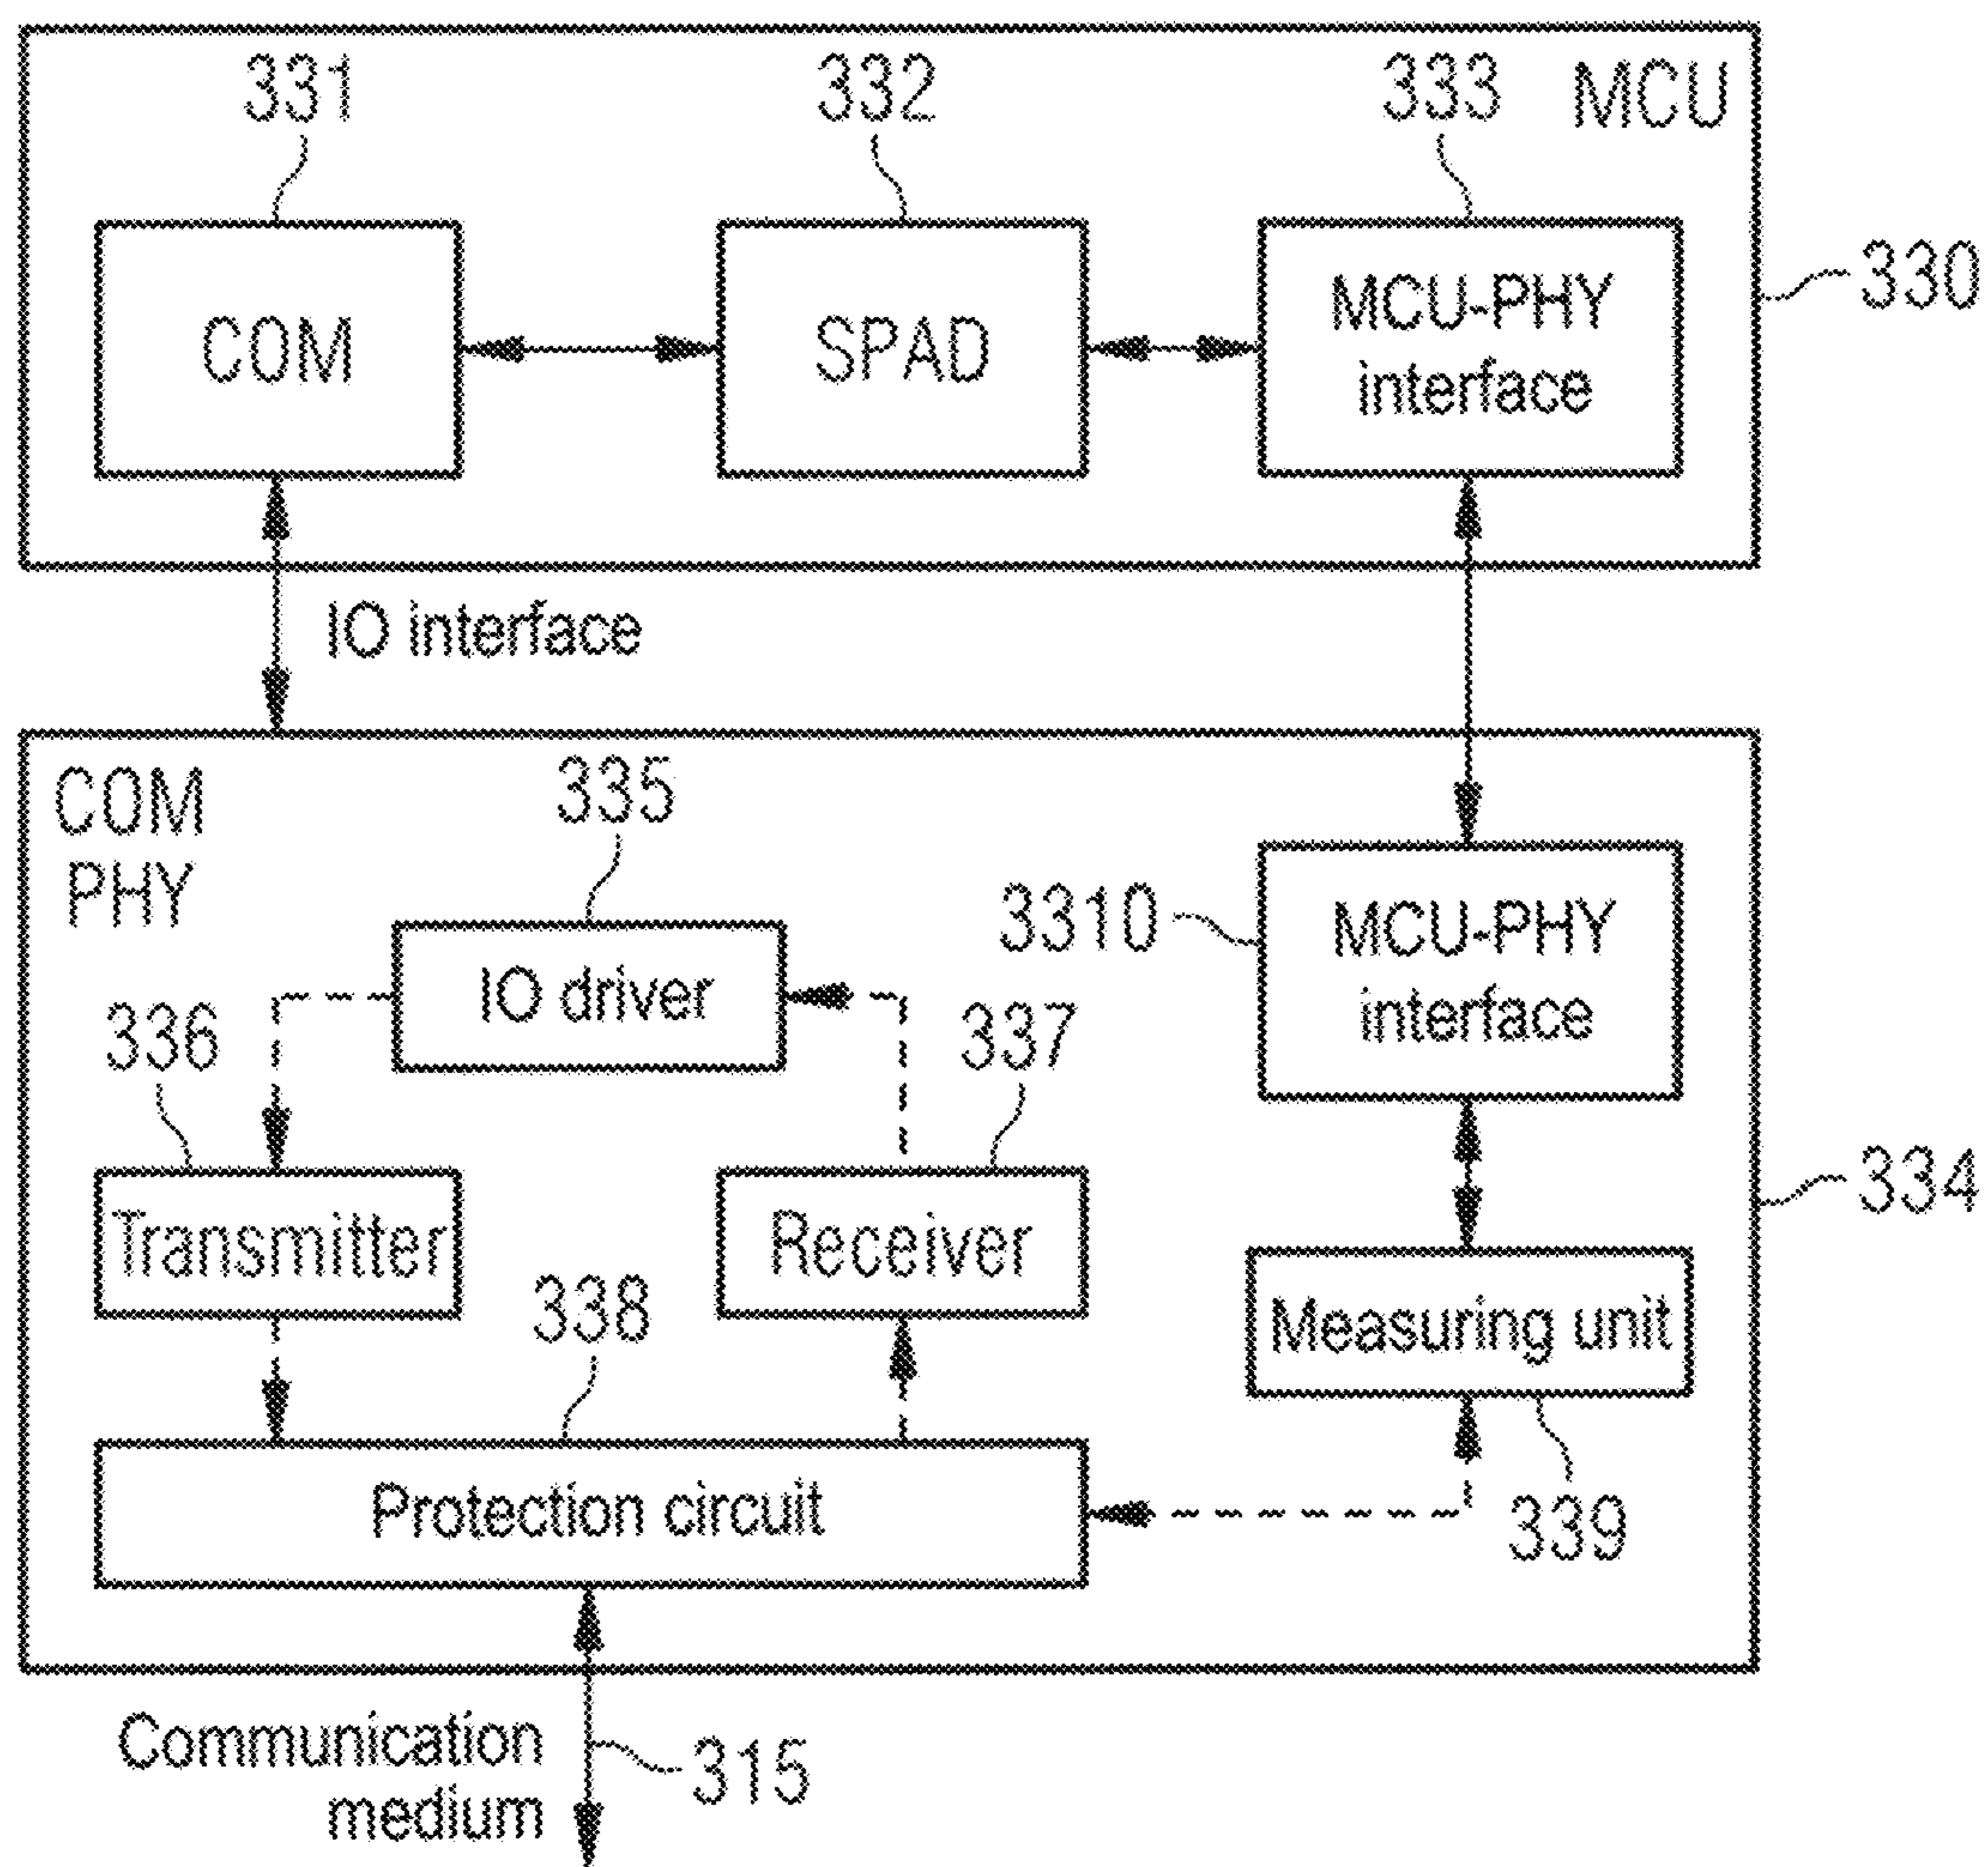 331
332
333
MCU
COM
SPAD
MCU-PHY
interface
330
IO interface
COM
PHY
335
3310
MCU-PHY
interface
IO driver
336
337
334
Transmitter
Receiver
338
Measuring unit
Protection circuit
339
Communication
medium
315